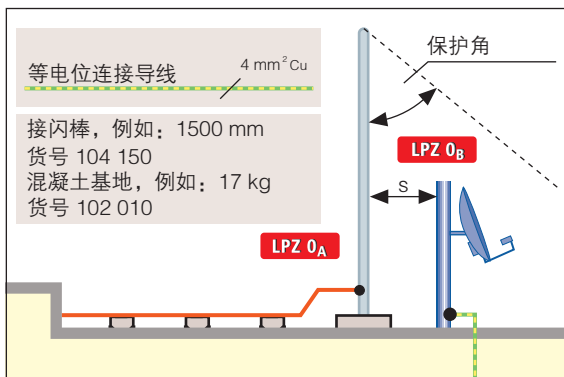 等电位连接导线
4 mm² Cu
接闪棒，例如：1500 mm
货号 104 150
混凝土基地，例如：17 kg
货号 102 010
保护角
LPZ 0B
s
LPZ 0A